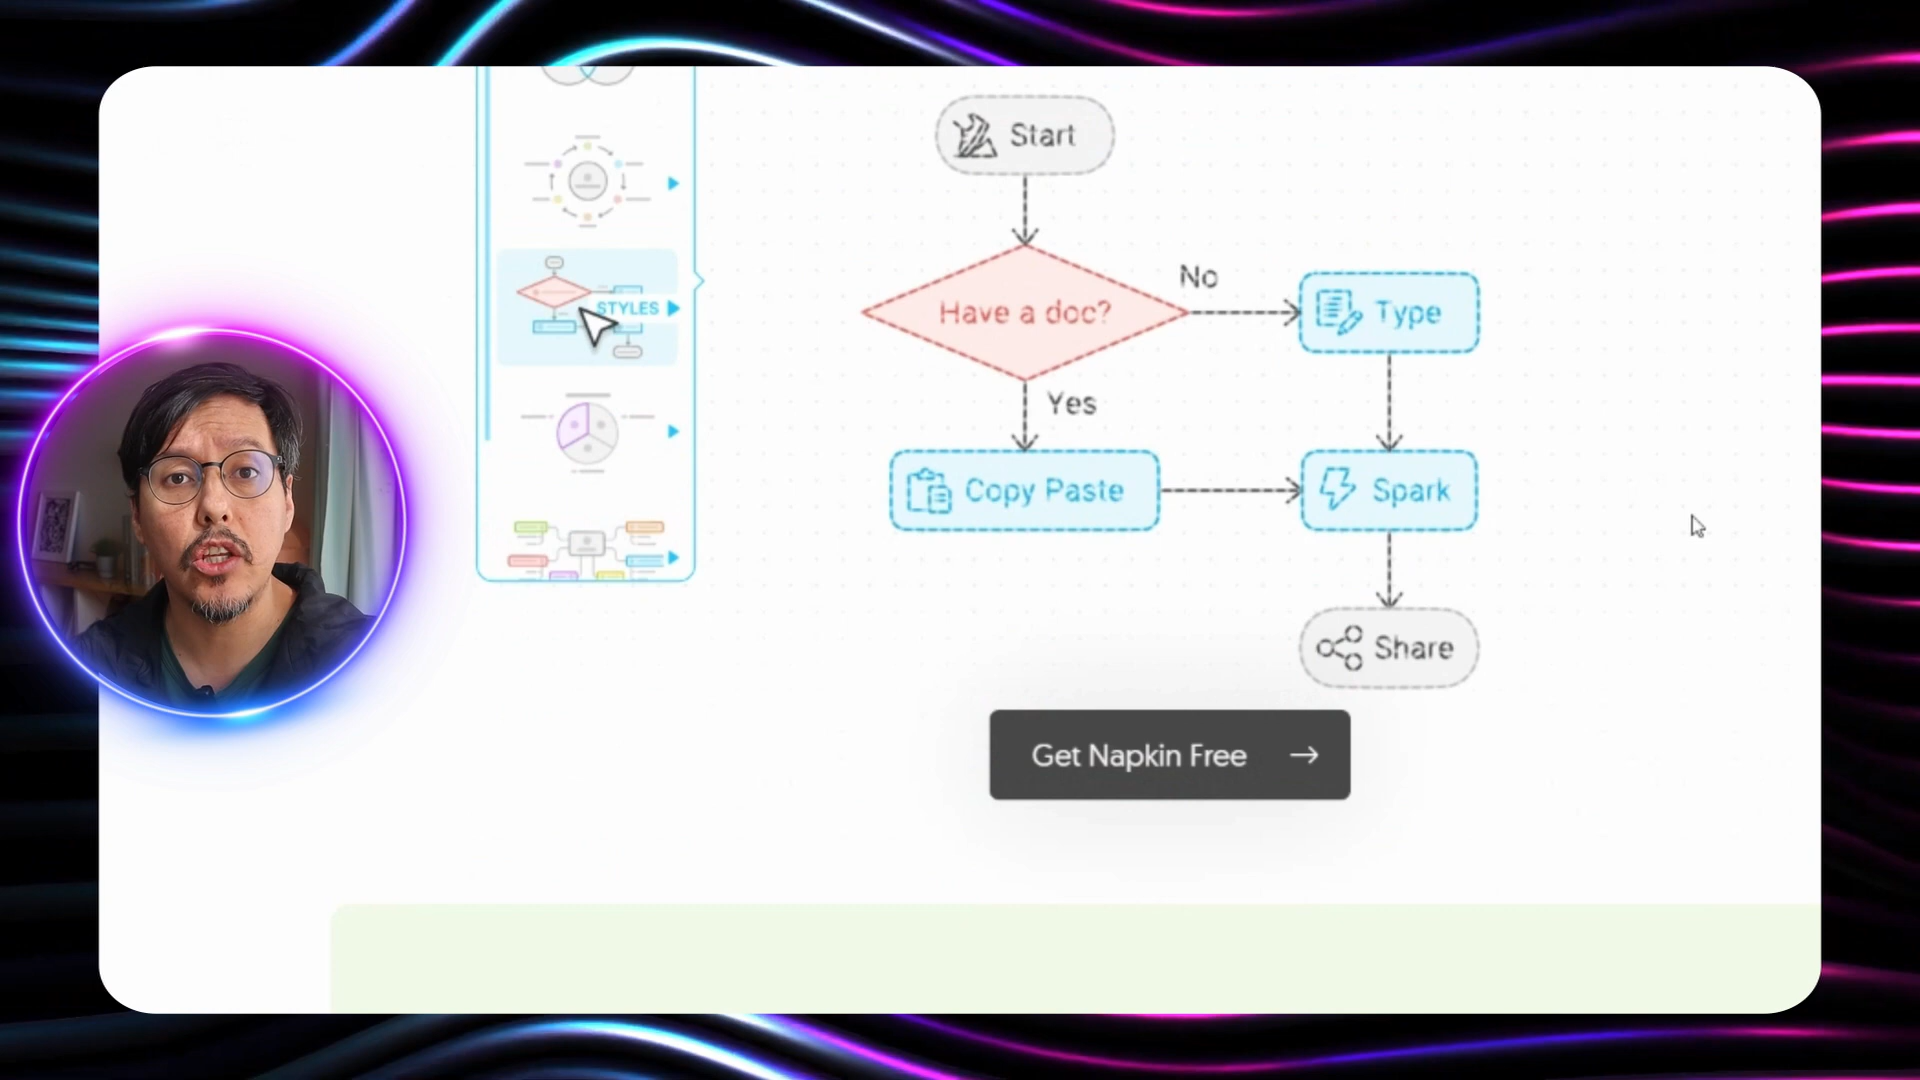 Start
No
STYLES
Have a doc?
Type
Yes
Copy Paste
Spark
Share
Get Napkin Free →